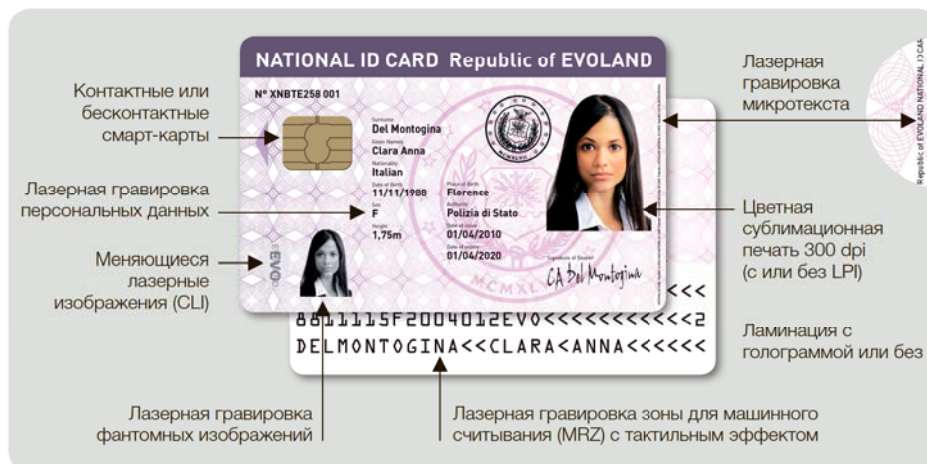 NATIONAL ID CARD Republic of EVOLAND
Nº XNBTE258 001
Surname
Del Montogina
Given Names
Clara Anna
Nationality
Italian
Date of Birth
11/11/1988
Sex
F
Height
1,75m
Place of Birth
Florence
Authority
Polizia di Stato
Date of issue
01/04/2010
Date of expire
01/04/2020
Signature of Bearer
CA Del Montogina
MCMXLVII
EVO
8811115F2004012EVO<<<<<<<<<<<2
DELMONTOGINA<<CLARA<ANNA<<<<<<
Контактные или
бесконтактные
смарт-карты
Лазерная гравировка
персональных данных
Меняющиеся
лазерные
изображения (CLI)
Лазерная гравировка
фантомных изображений
Лазерная гравировка зоны для машинного
считывания (MRZ) с тактильным эффектом
Лазерная
гравировка
микротекста
Цветная
сублимационная
печать 300 dpi
(с или без LPI)
Ламинация с
голограммой или без
Republic of EVOLAND NATIONAL ID CAR